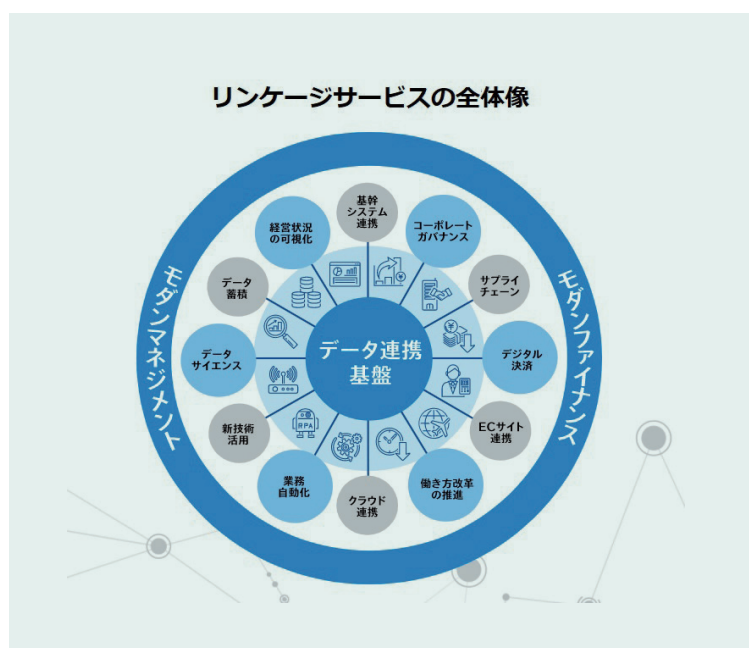 リンケージサービスの全体像
モダンマネジメント
モダンファイナンス
基幹
システム
連携
コーポレート
ガバナンス
サプライ
チェーン
デジタル
決済
ECサイト
連携
働き方改革
の推進
クラウド
連携
業務
自動化
新技術
活用
データ
サイエンス
データ
蓄積
経営状況
の可視化
データ連携
基盤
RPA
¥
¥